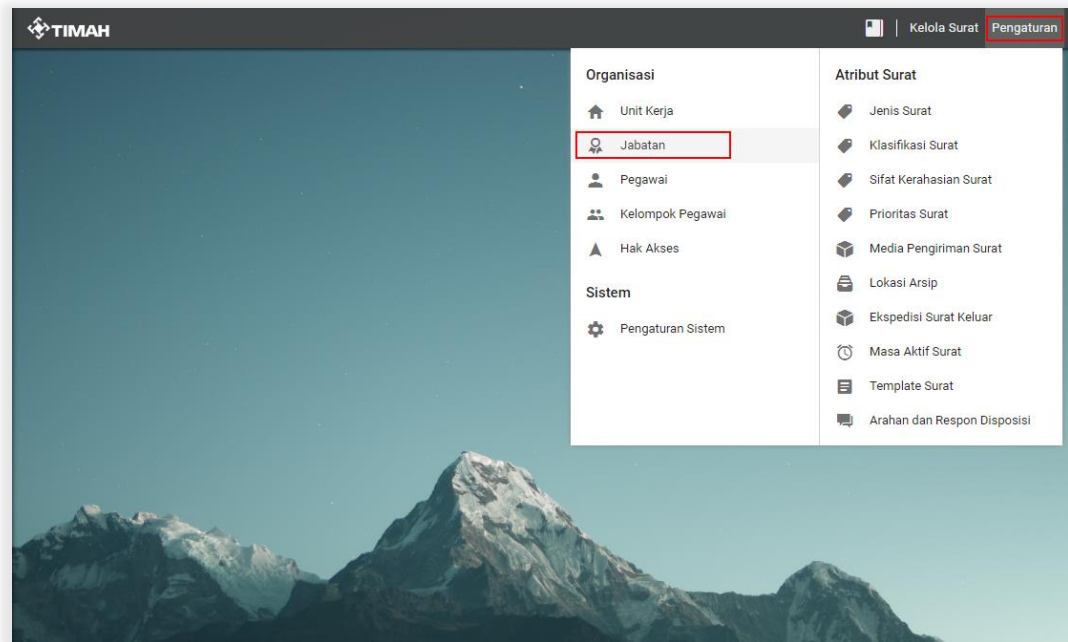 TIMAH
Kelola Surat
Pengaturan
Organisasi
Unit Kerja
Jabatan
Pegawai
Kelompok Pegawai
Hak Akses
Sistem
Pengaturan Sistem
Atribut Surat
Jenis Surat
Klasifikasi Surat
Sifat Kerahasian Surat
Prioritas Surat
Media Pengiriman Surat
Lokasi Arsip
Ekspedisi Surat Keluar
Masa Aktif Surat
Template Surat
Arahan dan Respon Disposisi